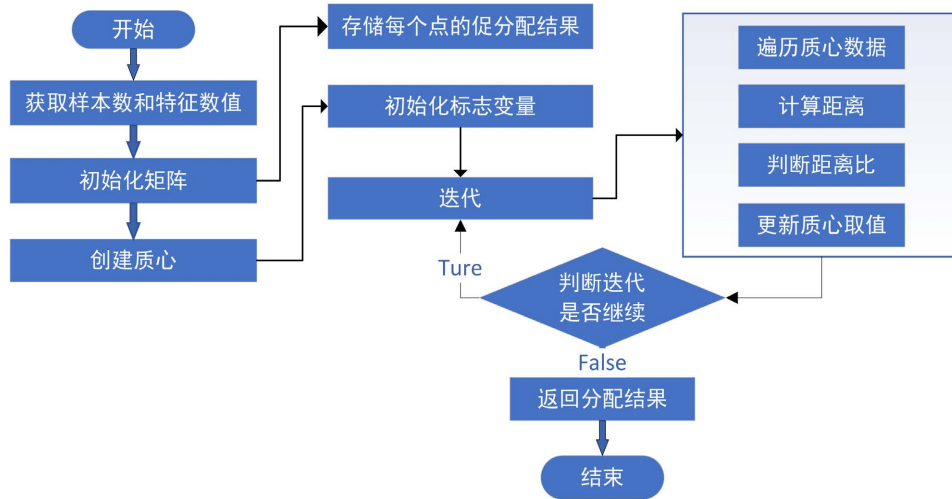 开始
获取样本数和特征数值
初始化矩阵
创建质心
存储每个点的促分配结果
初始化标志变量
迭代
遍历质心数据
计算距离
判断距离比
更新质心取值
Ture
判断迭代
是否继续
False
返回分配结果
结束